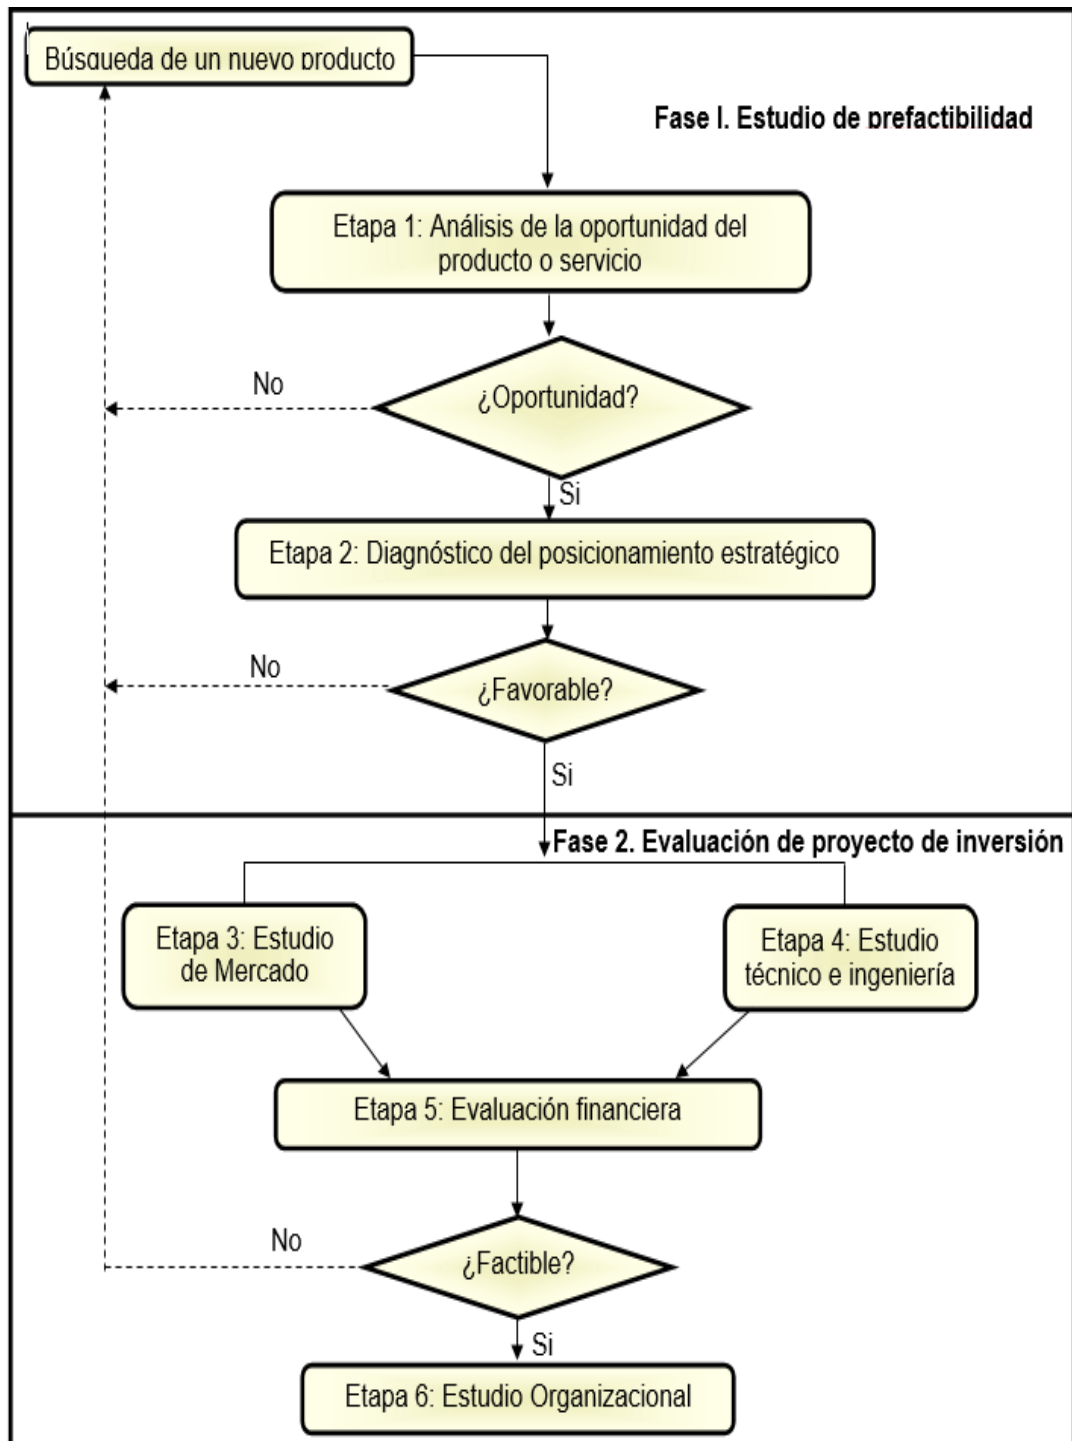 Búsqueda de un nuevo producto
Fase I. Estudio de prefactibilidad
Etapa 1: Análisis de la oportunidad del
producto o servicio
No
¿Oportunidad?
Si
Etapa 2: Diagnóstico del posicionamiento estratégico
No
¿Favorable?
Si
Fase 2. Evaluación de proyecto de inversión
Etapa 3: Estudio
de Mercado
Etapa 4: Estudio
técnico e ingeniería
Etapa 5: Evaluación financiera
No
¿Factible?
Si
Etapa 6: Estudio Organizacional